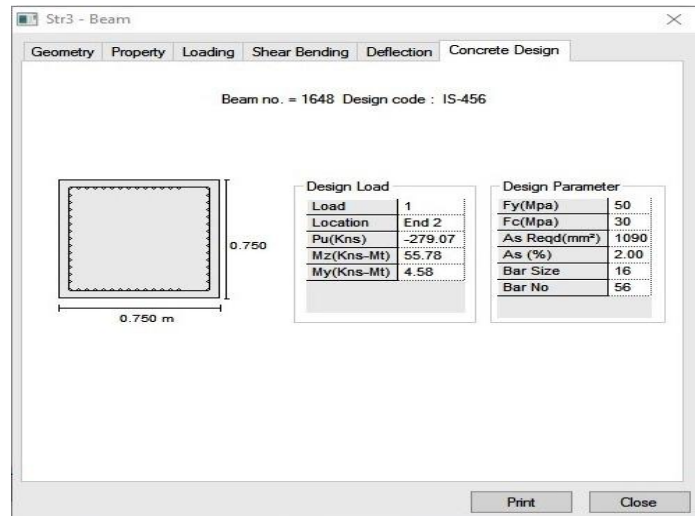 Str3 - Beam
Geometry Property Loading Shear Bending Deflection Concrete Design
Beam no. = 1648 Design code : IS-456
0.750
0.750 m
Design Load
Load 1
Location End 2
Pu(Kns) -279.07
Mz(Kns-Mt) 55.78
My(Kns-Mt) 4.58
Design Parameter
Fy(Mpa) 50
Fc(Mpa) 30
As Reqd(mm²) 1090
As (%) 2.00
Bar Size 16
Bar No 56
Print Close